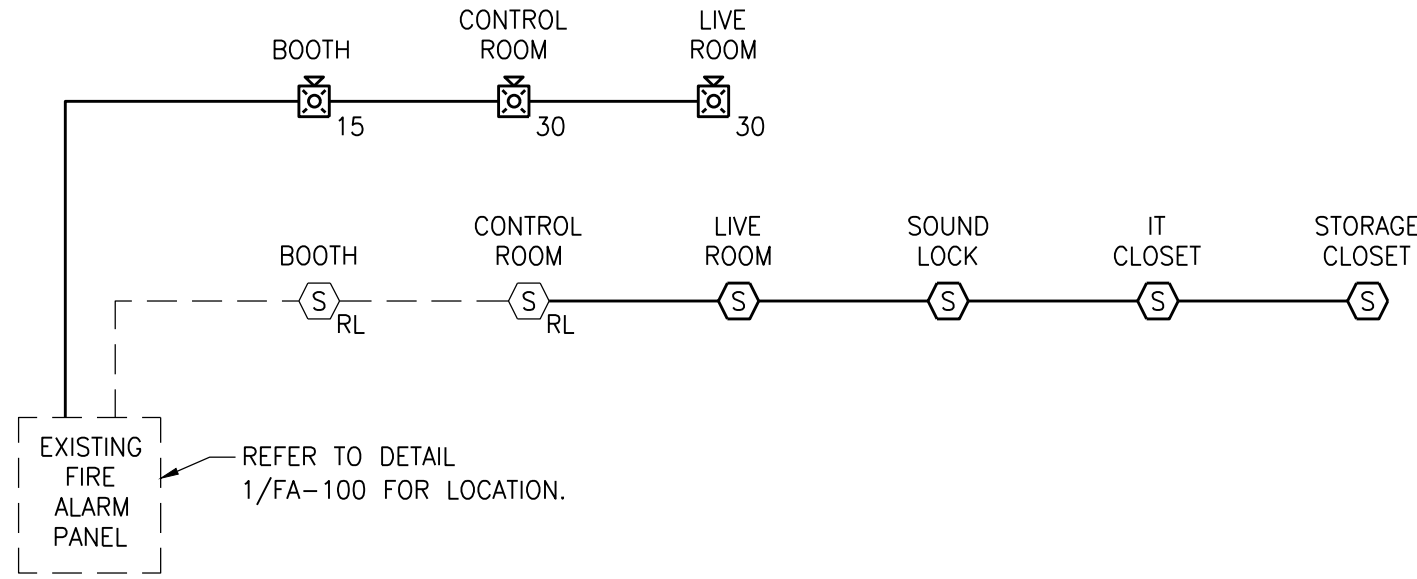 BOOTH
CONTROL
ROOM
LIVE
ROOM
15
30
30
BOOTH
CONTROL
ROOM
LIVE
ROOM
SOUND
LOCK
IT
CLOSET
STORAGE
CLOSET
S
RL
S
RL
S
S
S
S
EXISTING
FIRE
ALARM
PANEL
REFER TO DETAIL
1/FA-100 FOR LOCATION.